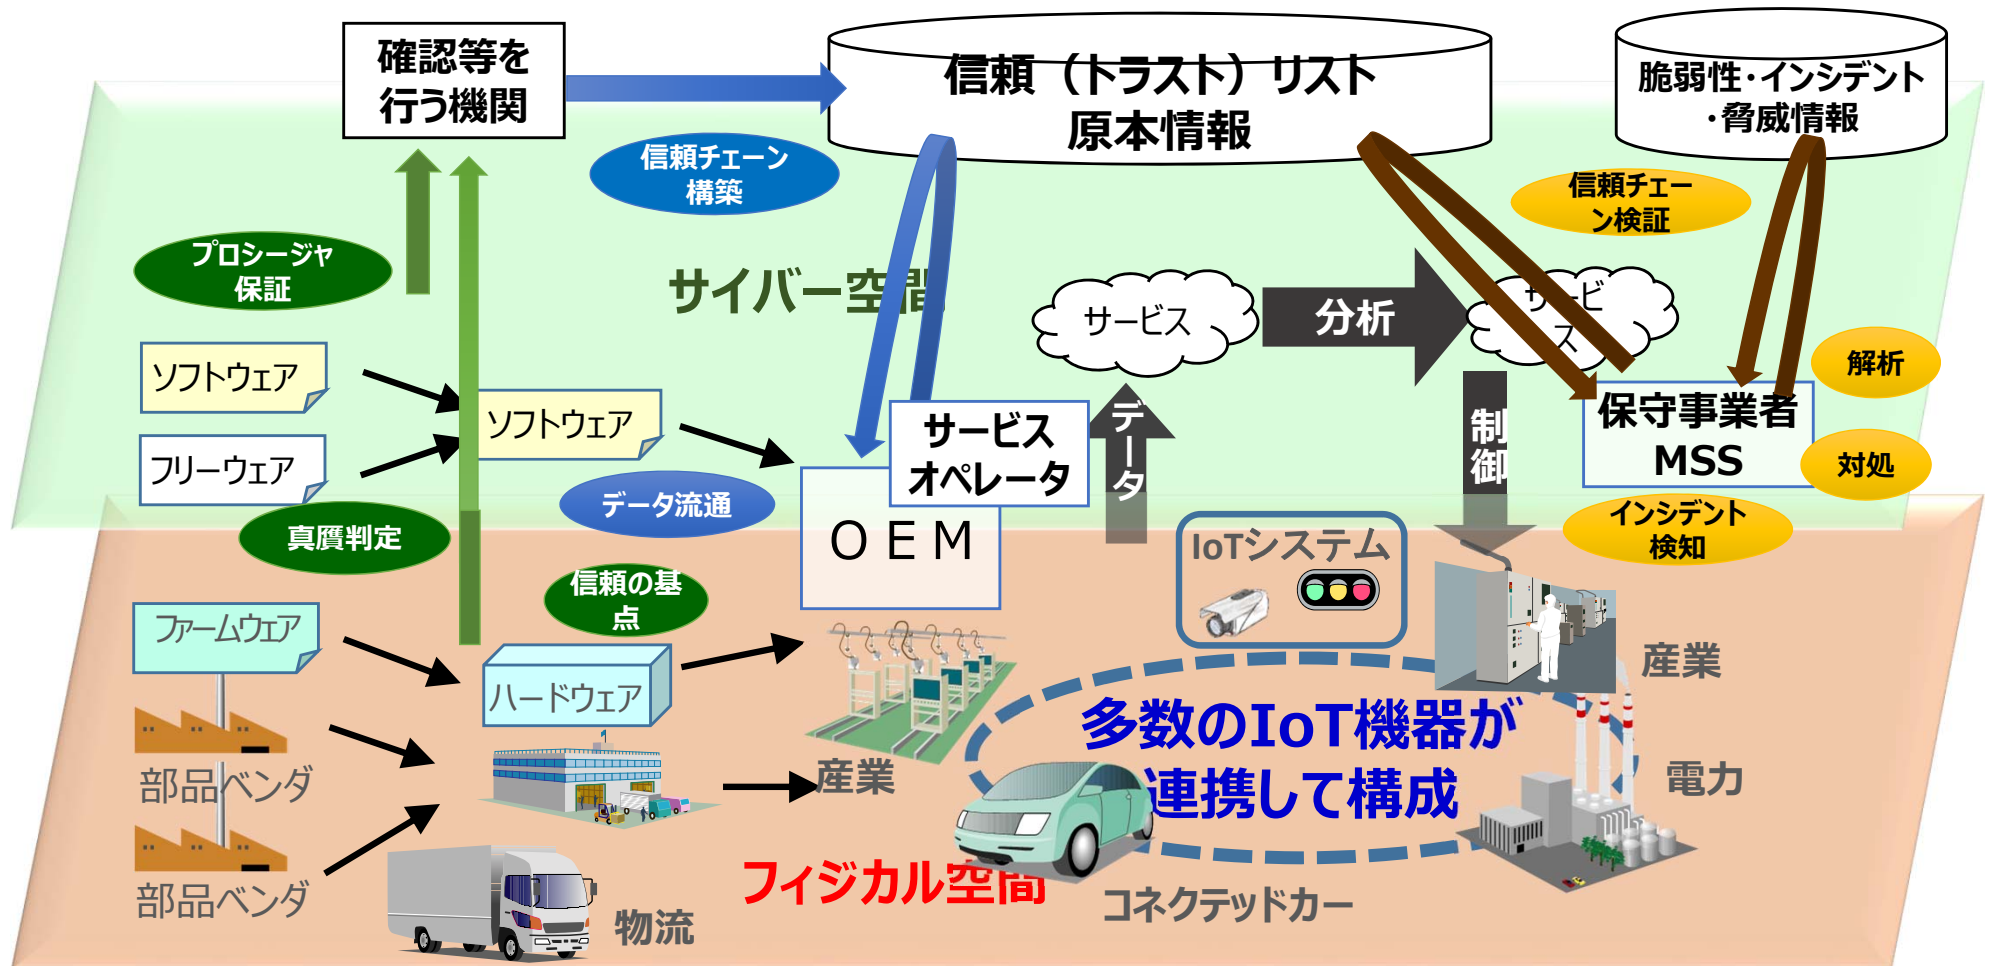 確認等を
行う機関
信頼（トラスト）リスト
原本情報
脆弱性・インシデント
・脅威情報
信頼チェーン
構築
信頼チェー
ン検証
プロシージャ
保証
サイバー空間
サービス
分析
サービ
ス
ソフトウェア
フリーウェア
ソフトウェア
データ流通
真贋判定
サービス
オペレータ
ＯＥＭ
データ
制御
解析
保守事業者
MSS
対処
インシデント
検知
IoTシステム
信頼の基
点
ファームウェア
ハードウェア
部品ベンダ
部品ベンダ
物流
産業
フィジカル空間
多数のIoT機器が
連携して構成
産業
電力
コネクテッドカー